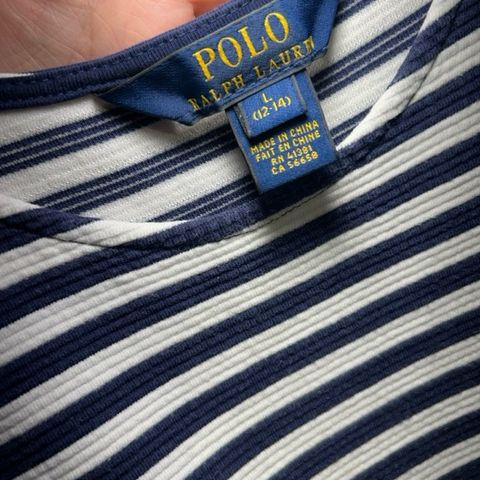 POLO
RALPH LAUREN
L
(12-14)
MADE IN CHINA
FAIT EN CHINE
RN 41381
CA 56658